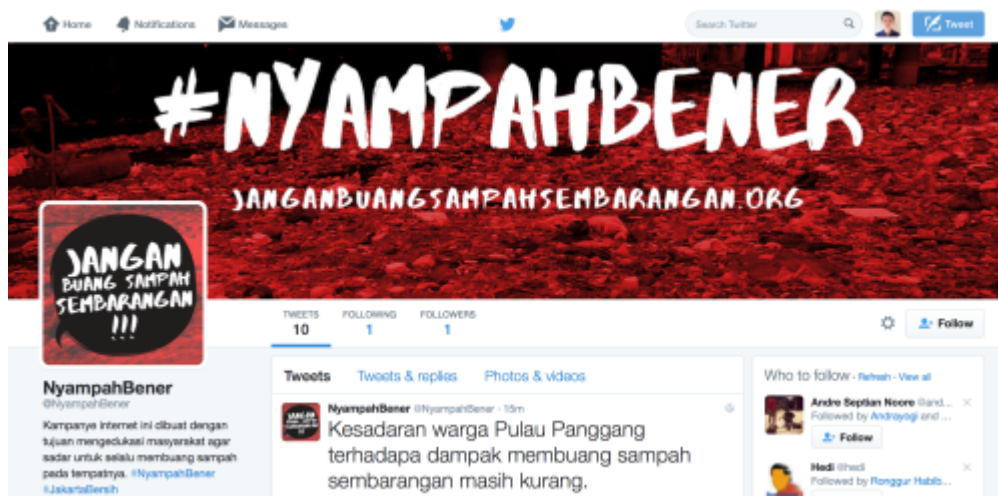 Home Notifications Messages Search Twitter Tweet
#NYAMPAHBENER
JANGANBUANGSAMPAHSEMBARANGAN.ORG
JANGAN
BUANG SAMPAH
SEMBARANGAN
!!!
TWEETS FOLLOWING FOLLOWERS
10 1 1
Follow
NyampahBener
@NyampahBener
Kampanye internet ini dibuat dengan
tujuan mengedukasi masyarakat agar
sadar untuk selalu membuang sampah
pada tempatnya. #NyampahBener
#JakartaBersih
Tweets Tweets & replies Photos & videos
NyampahBener @NyampahBener · 15m
Kesadaran warga Pulau Panggang
terhadapa dampak membuang sampah
sembarangan masih kurang.
Who to follow · Refresh · View all
Andre Septian Noore @and...
Followed by Andrayogi and ...
Follow
Hedi @hedi
Followed by Ronggur Habib...